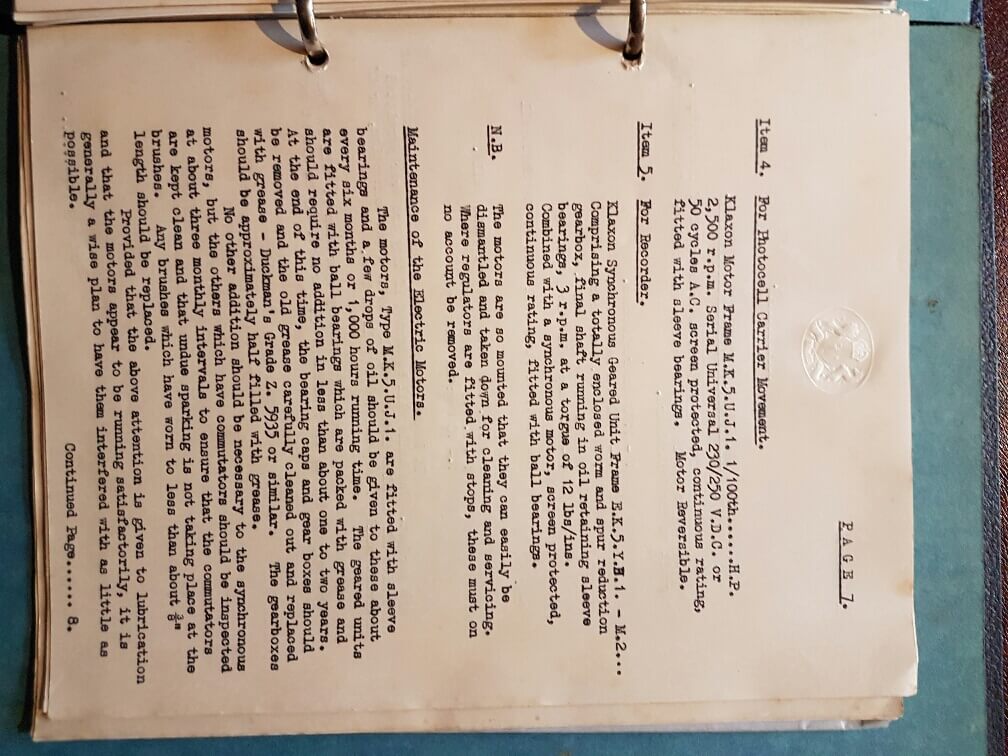 PAGE 7.
Item 4. For Photocell Carrier Movement.
Klaxon Motor Frame M.K.5.U.J.1. 1/100th......H.P.
2,500 r.p.m. Serial Universal 230/250 V.D.C. or
50 cycles A.C. screen protected, continuous rating,
fitted with sleeve bearings. Motor Reversible.
Item 5. For Recorder.
Klaxon Synchronous Geared Unit Frame E.K.5.Y.B.1. - M.2...
Comprising a totally enclosed worm and spur reduction
gearbox, final shaft running in oil retaining sleeve
bearings, 3 r.p.m. at a torgue of 12 lbs/ins.
Combined with a synchronous motor, screen protected,
continuous rating, fitted with ball bearings.
N.B. The motors are so mounted that they can easily be
dismantled and taken down for cleaning and servicing.
Where regulators are fitted with stops, these must on
no account be removed.
Maintenance of the Electric Motors.
The motors, Type M.K.5.U.J.1. are fitted with sleeve
bearings and a few drops of oil should be given to these about
every six months or 1,000 hours running time. The geared units
are fitted with ball bearings which are packed with grease and
should require no addition in less than about one to two years.
At the end of this time, the bearing caps and gear boxes should
be removed and the old grease carefully cleaned out and replaced
with grease - Duckman's Grade Z. 5935 or similar. The gearboxes
should be approximately half filled with grease.
No other addition should be necessary to the synchronous
motors, but the others which have commutators should be inspected
at about three monthly intervals to ensure that the commutators
are kept clean and that undue sparking is not taking place at the
brushes. Any brushes which have worn to less than about 3/8"
length should be replaced.
Provided that the above attention is given to lubrication
and that the motors appear to be running satisfactorily, it is
generally a wise plan to have them interfered with as little as
possible.
Continued Page..... 8.